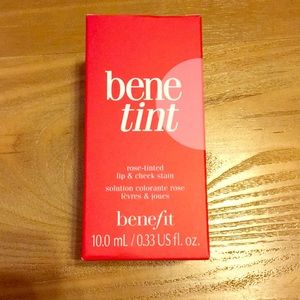 bene
tint
rose-tinted
lip & cheek stain
solution colorante rose
lèvres & joues
benefit
10.0 mL / 0.33 US fl. oz.